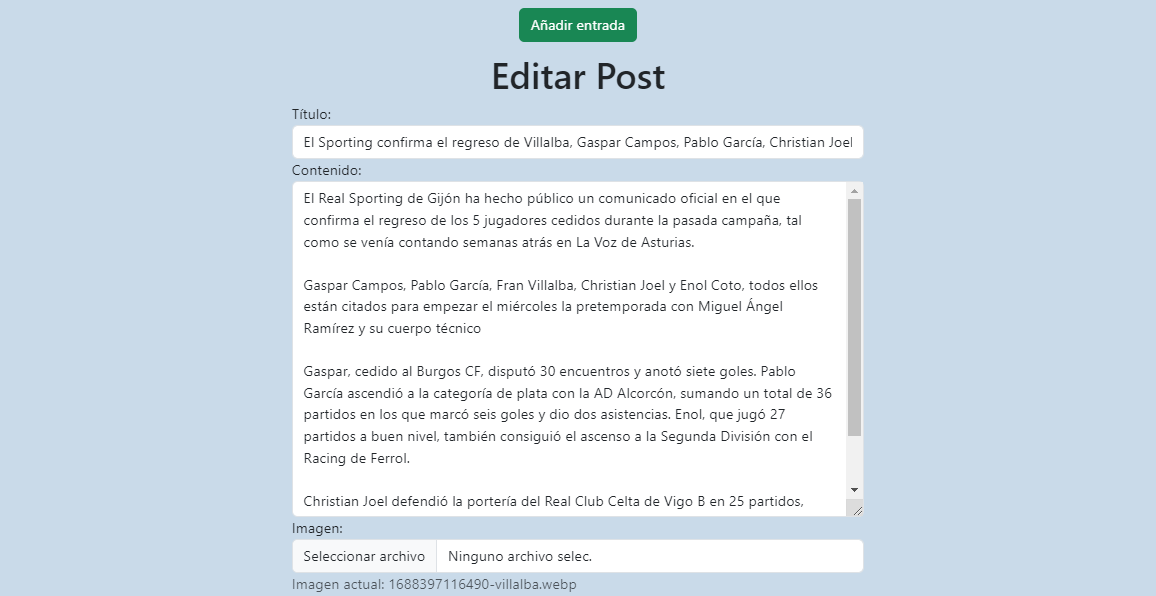 Añadir entrada
Editar Post
Título:
El Sporting confirma el regreso de Villalba, Gaspar Campos, Pablo García, Christian Joel
Contenido:
El Real Sporting de Gijón ha hecho público un comunicado oficial en el que
confirma el regreso de los 5 jugadores cedidos durante la pasada campaña, tal
como se venía contando semanas atrás en La Voz de Asturias.
Gaspar Campos, Pablo García, Fran Villalba, Christian Joel y Enol Coto, todos ellos
están citados para empezar el miércoles la pretemporada con Miguel Ángel
Ramírez y su cuerpo técnico
Gaspar, cedido al Burgos CF, disputó 30 encuentros y anotó siete goles. Pablo
García ascendió a la categoría de plata con la AD Alcorcón, sumando un total de 36
partidos en los que marcó seis goles y dio dos asistencias. Enol, que jugó 27
partidos a buen nivel, también consiguió el ascenso a la Segunda División con el
Racing de Ferrol.
Christian Joel defendió la portería del Real Club Celta de Vigo B en 25 partidos,
Imagen:
Seleccionar archivo Ninguno archivo selec.
Imagen actual: 1688397116490-villalba.webp